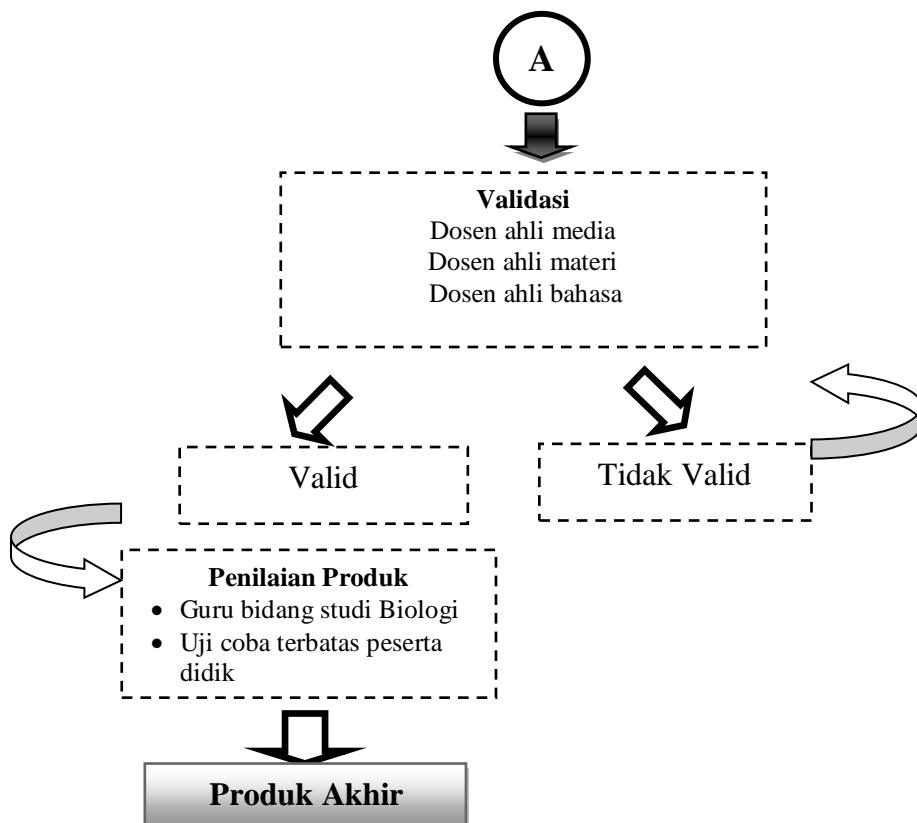 A
Validasi
Dosen ahli media
Dosen ahli materi
Dosen ahli bahasa
Valid
Tidak Valid
Penilaian Produk
• Guru bidang studi Biologi
• Uji coba terbatas peserta
didik
Produk Akhir